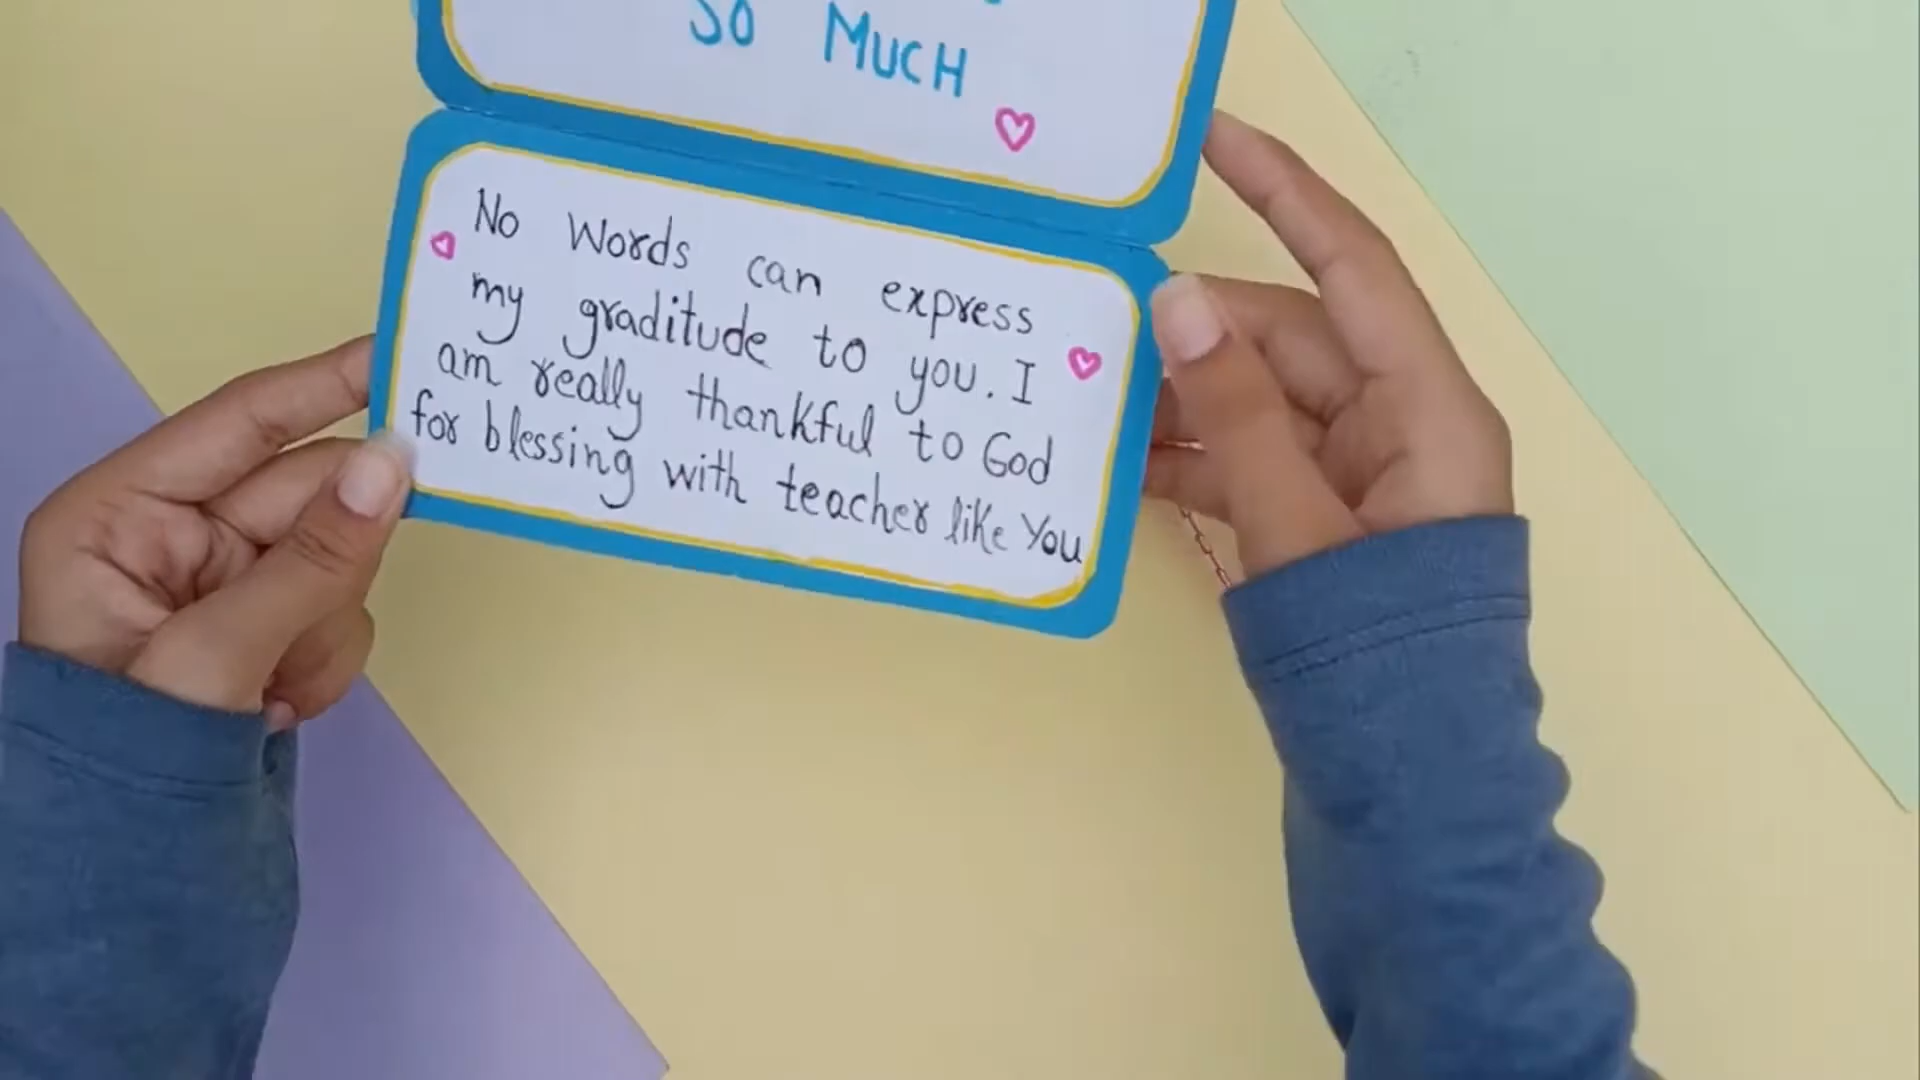 SO MUCH
No Words can express
my graditude to you. I
am really thankful to God
for blessing with teacher like You